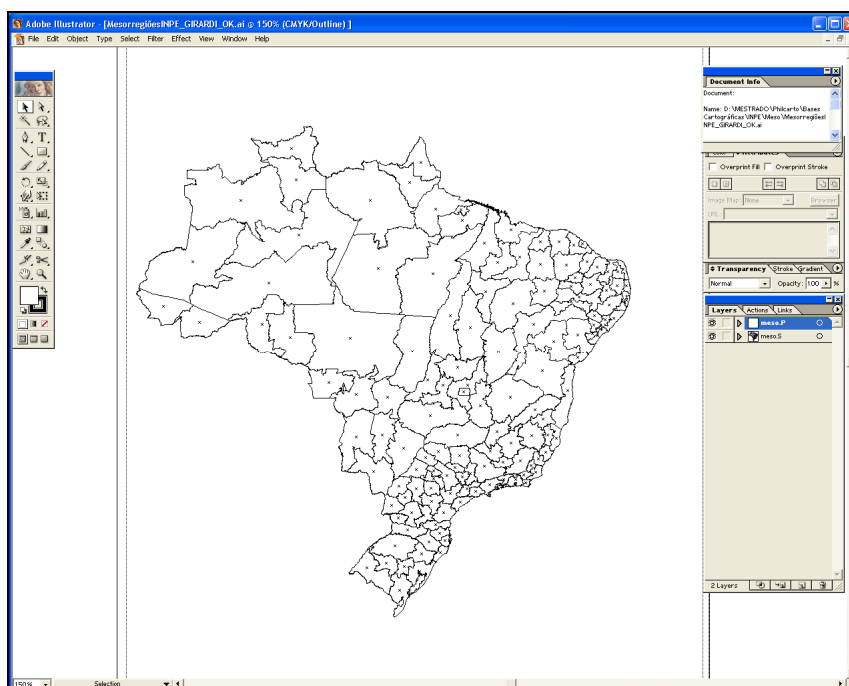 Adobe Illustrator - [MesorregiõesINPE_GIRARDI_OK.ai @ 150% (CMYK/Outline) ]
File Edit Object Type Select Filter Effect View Window Help
Document Info
Document:
Name: D: \MESTRADO\Philcarto\Bases
Cartográficas\INPE\Meso\MesorregiõesI
NPE_GIRARDI_OK.ai
Attributes
Overprint Fill Overprint Stroke
Image Map: None Browser
URL:
Transparency Stroke Gradient
Normal Opacity: 100 %
Layers Actions Links
meso.P
meso.S
2 Layers
150% Selection